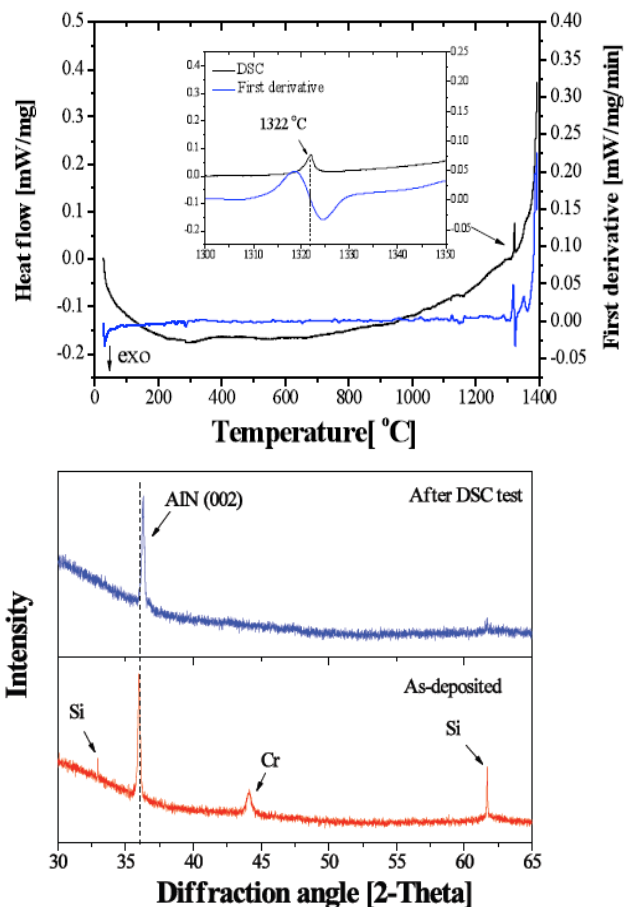 0.5
0.4
0.3
0.2
0.1
0.0
-0.1
-0.2
Heat flow [mW/mg]
0.40
0.35
0.30
0.25
0.20
0.15
0.10
0.05
0.00
-0.05
First derivative [mW/mg/min]
0.4
0.3
0.2
0.1
0.0
-0.1
-0.2
DSC
First derivative
1322 °C
0.25
0.20
0.15
0.10
0.05
0.00
-0.05
1300 1310 1320 1330 1340 1350
exo
0 200 400 600 800 1000 1200 1400
Temperature[ °C]
AlN (002)
After DSC test
Intensity
As-deposited
Si
Cr
Si
30 35 40 45 50 55 60 65
Diffraction angle [2-Theta]